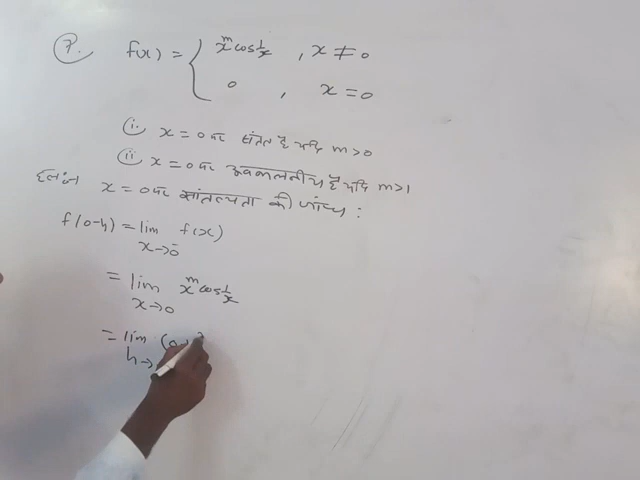 7. f(x) = { x^m cos 1/x , x ≠ 0
0 , x = 0
i. x = 0 पर संतत है यदि m > 0
ii x = 0 पर अवकलनीय है यदि m > 1
x = 0 पर सांतत्यता की जांच :
f(0-h) = lim x→0⁻ f(x)
= lim x→0 x^m cos 1/x
= lim h→ (0-